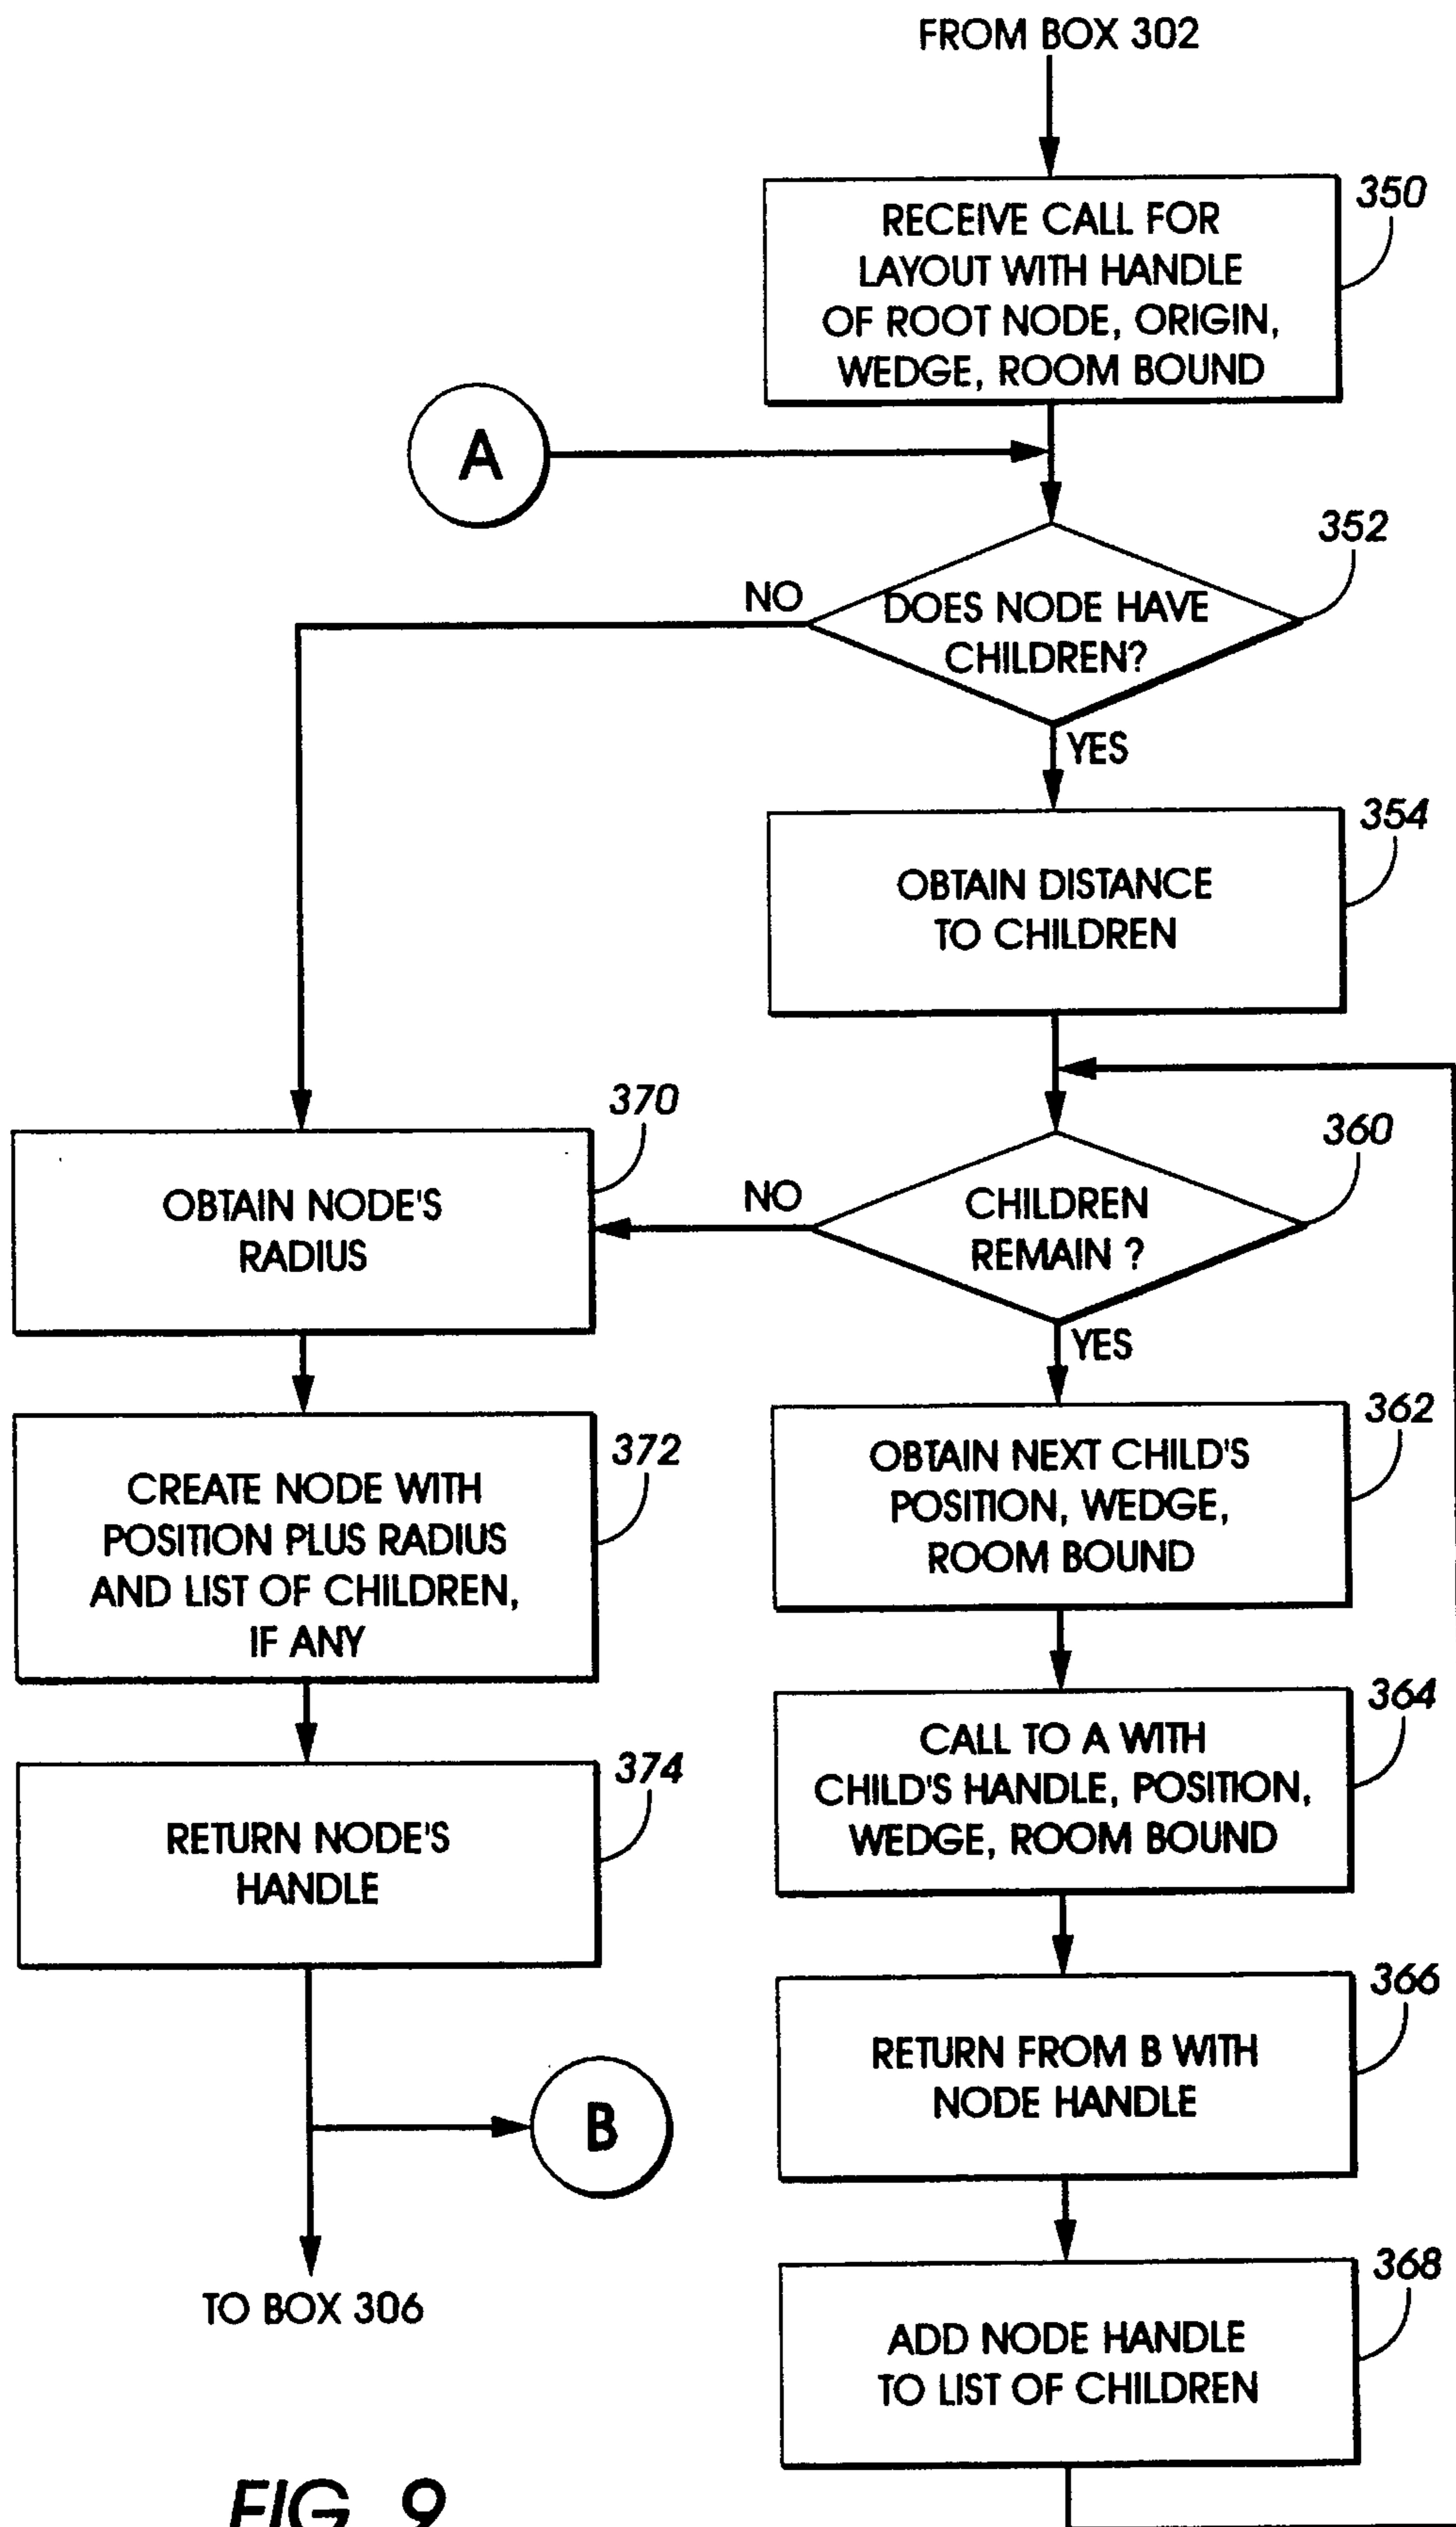 FROM BOX 302
350
RECEIVE CALL FOR
LAYOUT WITH HANDLE
OF ROOT NODE, ORIGIN,
WEDGE, ROOM BOUND
A
352
NO
DOES NODE HAVE
CHILDREN?
YES
354
OBTAIN DISTANCE
TO CHILDREN
370
OBTAIN NODE'S
RADIUS
360
NO
CHILDREN
REMAIN ?
YES
362
OBTAIN NEXT CHILD'S
POSITION, WEDGE,
ROOM BOUND
372
CREATE NODE WITH
POSITION PLUS RADIUS
AND LIST OF CHILDREN,
IF ANY
364
CALL TO A WITH
CHILD'S HANDLE, POSITION,
WEDGE, ROOM BOUND
374
RETURN NODE'S
HANDLE
366
RETURN FROM B WITH
NODE HANDLE
B
TO BOX 306
368
ADD NODE HANDLE
TO LIST OF CHILDREN
FIG. 9